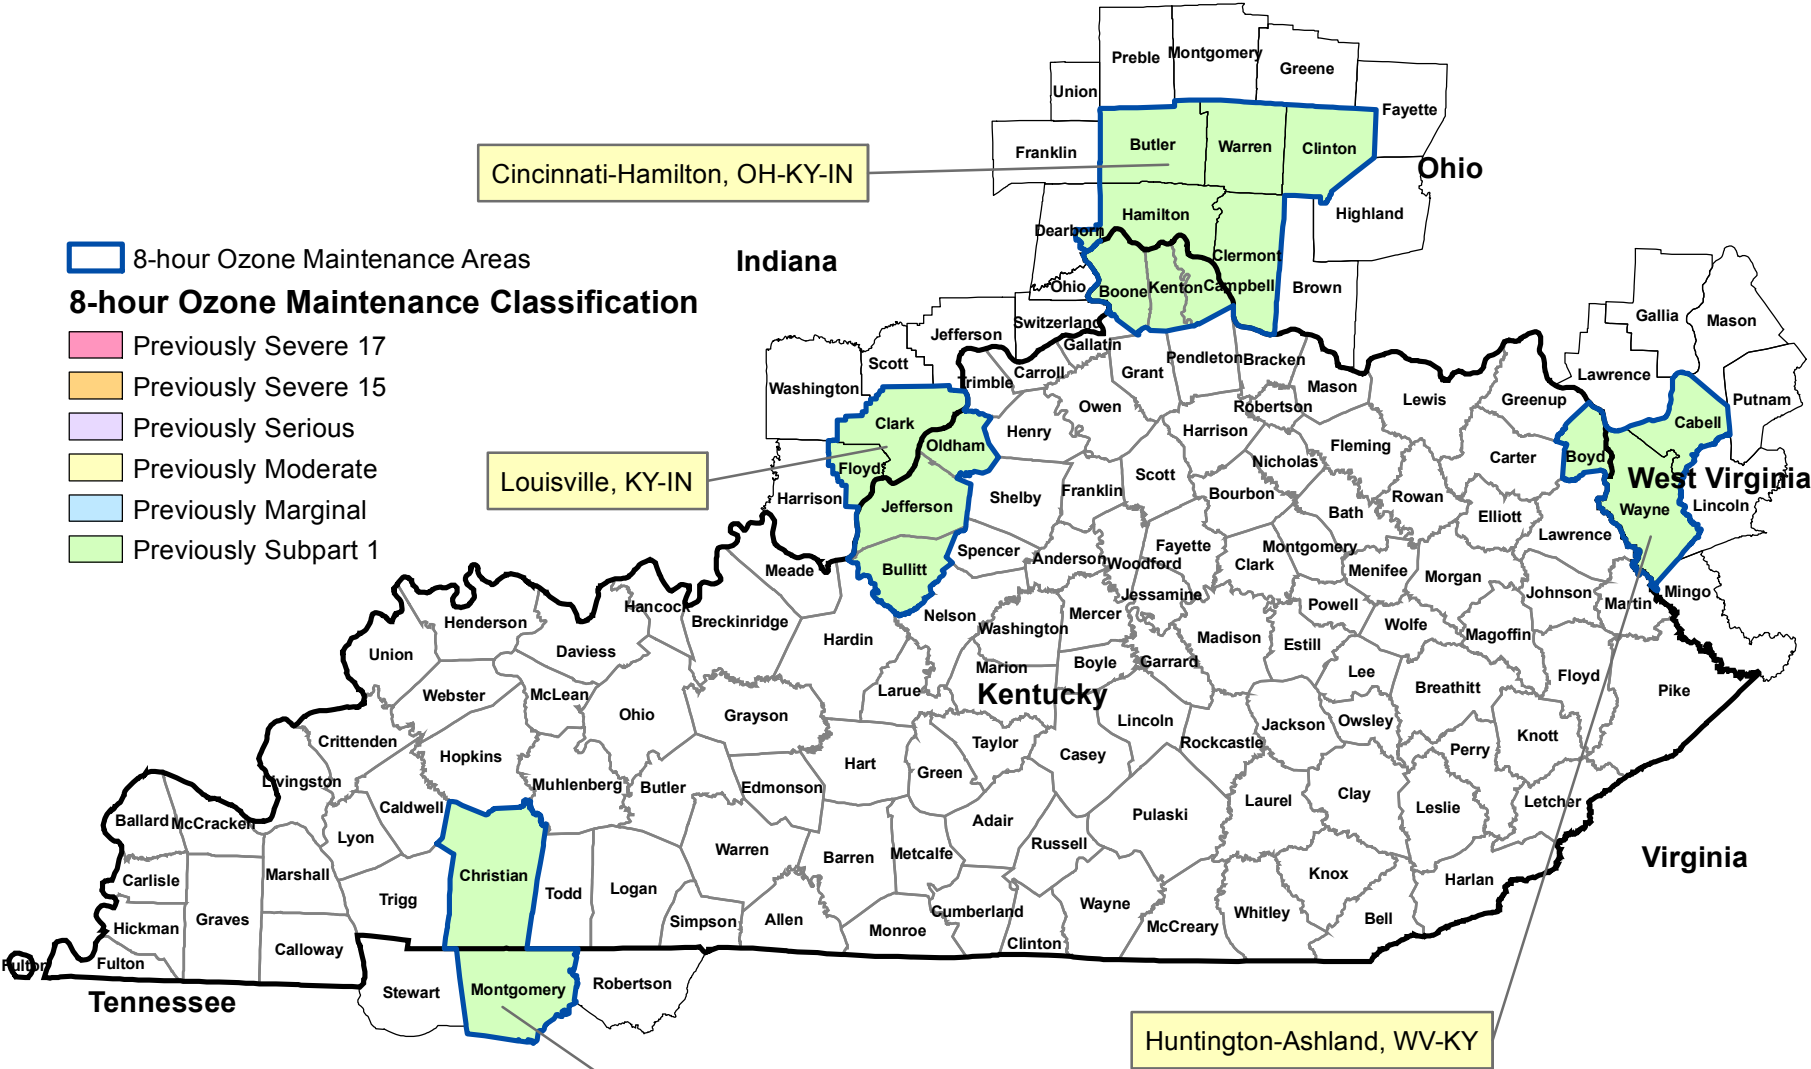 Preble
Montgomery
Greene
Union
Fayette
Franklin
Butler
Warren
Clinton
Cincinnati-Hamilton, OH-KY-IN
Ohio
Hamilton
Highland
Dearborn
Indiana
Clermont
8-hour Ozone Maintenance Areas
8-hour Ozone Maintenance Classification
Previously Severe 17
Previously Severe 15
Previously Serious
Previously Moderate
Previously Marginal
Previously Subpart 1
Ohio
Boone
Kenton
Campbell
Brown
Gallia
Mason
Switzerland
Jefferson
Gallatin
Scott
Pendleton
Bracken
Washington
Trimble
Carroll
Grant
Mason
Lawrence
Lewis
Greenup
Putnam
Owen
Robertson
Clark
Henry
Harrison
Cabell
Oldham
Fleming
Carter
Boyd
Floyd
Nicholas
West Virginia
Louisville, KY-IN
Scott
Harrison
Shelby
Franklin
Bourbon
Rowan
Jefferson
Bath
Elliott
Wayne
Lincoln
Lawrence
Spencer
Anderson
Woodford
Fayette
Clark
Montgomery
Menifee
Morgan
Meade
Bullitt
Johnson
Martin
Mingo
Jessamine
Hancock
Henderson
Breckinridge
Nelson
Washington
Mercer
Powell
Wolfe
Magoffin
Hardin
Madison
Estill
Union
Daviess
Marion
Boyle
Garrard
Lee
Floyd
Pike
Webster
McLean
Larue
Kentucky
Breathitt
Ohio
Grayson
Lincoln
Jackson
Owsley
Crittenden
Taylor
Rockcastle
Perry
Knott
Hopkins
Hart
Green
Casey
Livingston
Muhlenberg
Butler
Edmonson
Caldwell
Laurel
Clay
Leslie
Letcher
Ballard
McCracken
Lyon
Adair
Pulaski
Russell
Warren
Barren
Metcalfe
Virginia
Carlisle
Marshall
Christian
Todd
Logan
Knox
Harlan
Trigg
Wayne
Hickman
Graves
Simpson
Allen
Cumberland
Whitley
Bell
McCreary
Monroe
Clinton
Calloway
Fulton
Fulton
Tennessee
Stewart
Montgomery
Robertson
Huntington-Ashland, WV-KY